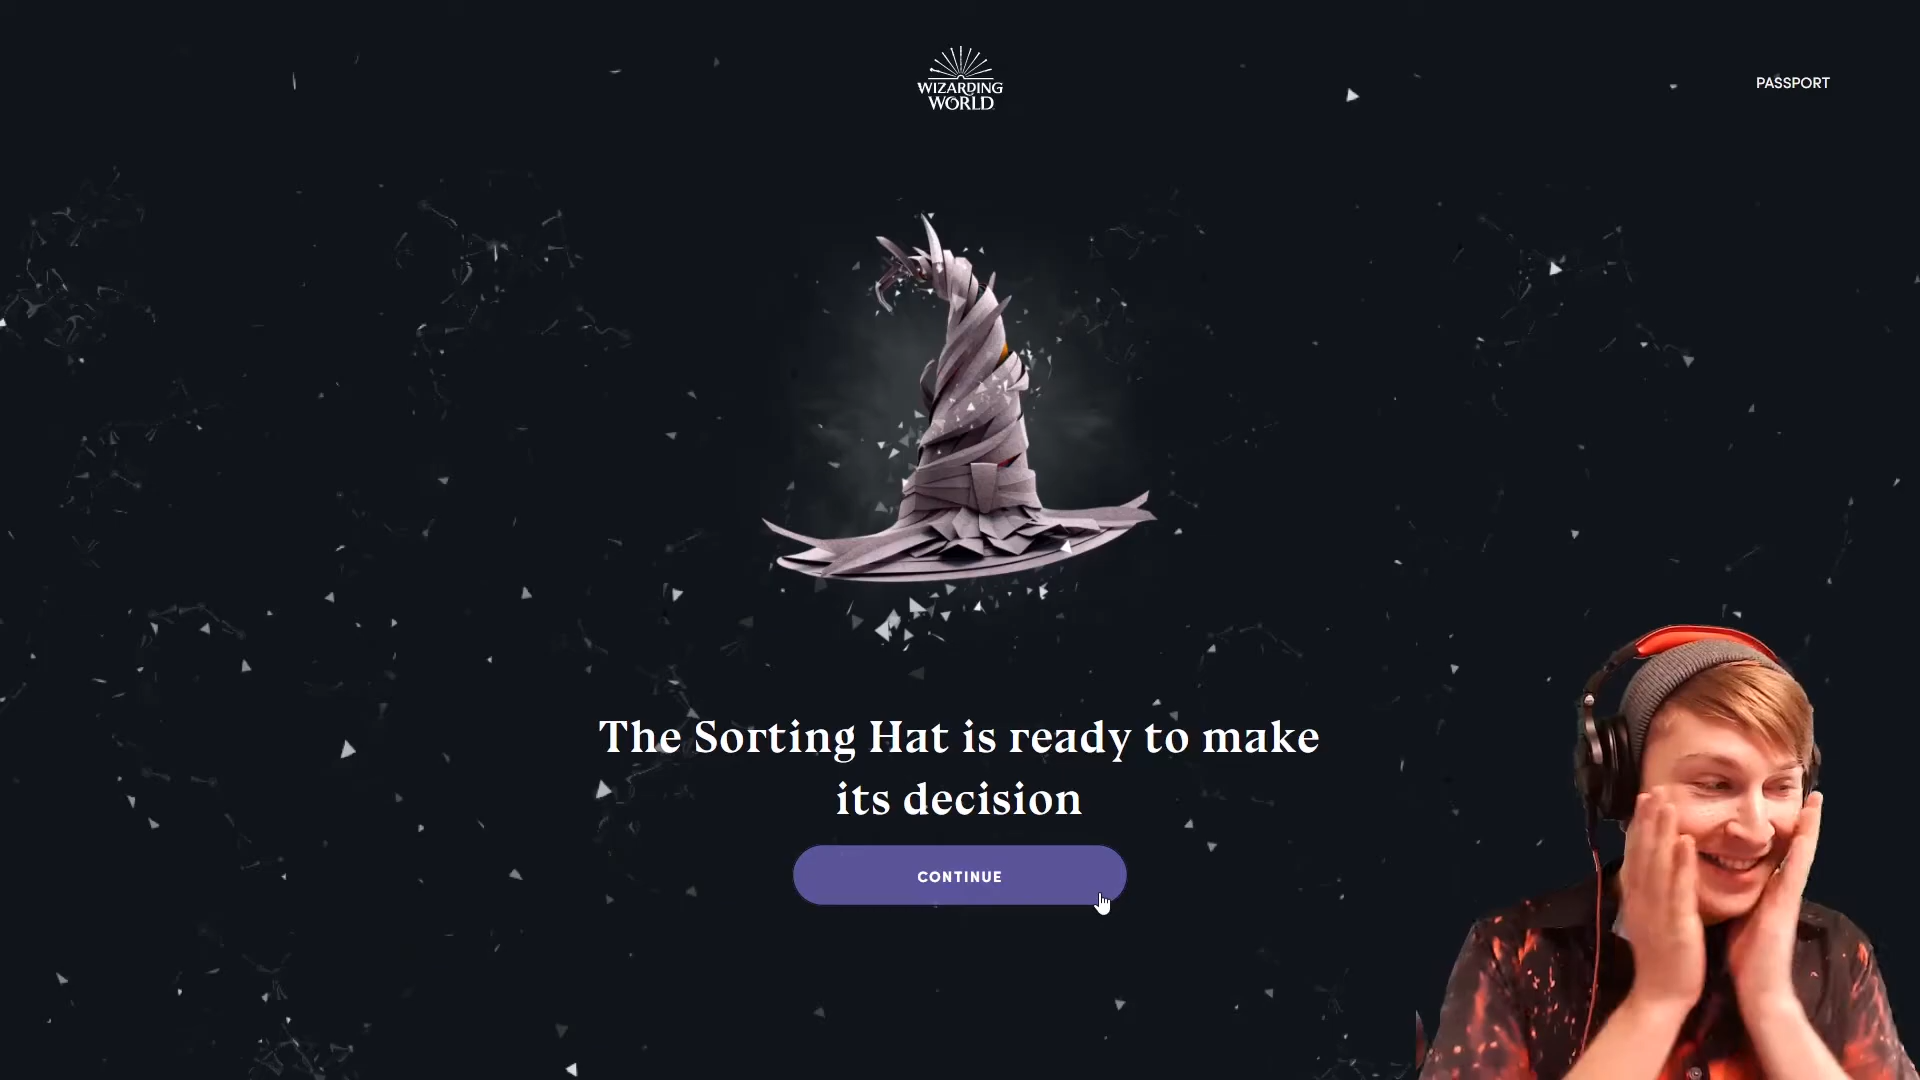 WIZARDING
WORLD
PASSPORT
The Sorting Hat is ready to make
its decision
CONTINUE